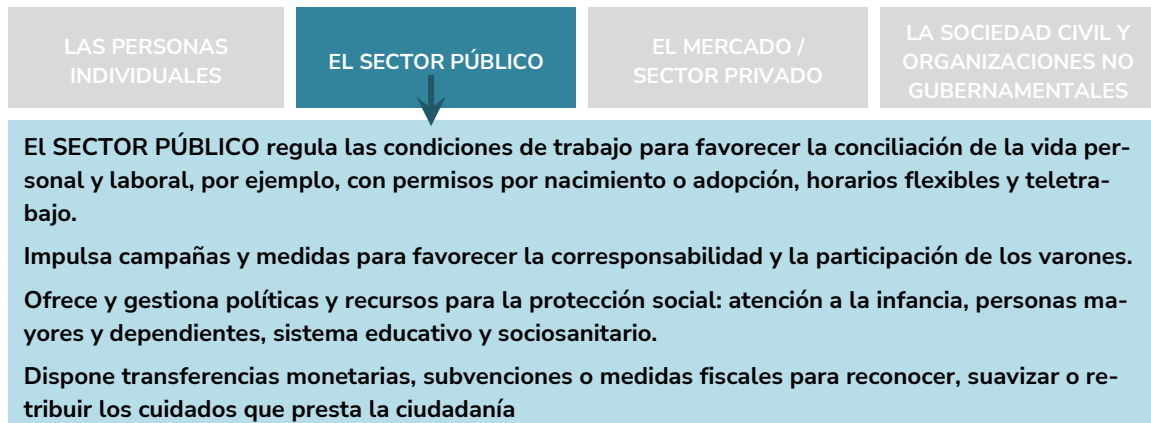 LAS PERSONAS
INDIVIDUALES
EL SECTOR PÚBLICO
EL MERCADO /
SECTOR PRIVADO
LA SOCIEDAD CIVIL Y
ORGANIZACIONES NO
GUBERNAMENTALES
El SECTOR PÚBLICO regula las condiciones de trabajo para favorecer la conciliación de la vida per-
sonal y laboral, por ejemplo, con permisos por nacimiento o adopción, horarios flexibles y teletra-
bajo.
Impulsa campañas y medidas para favorecer la corresponsabilidad y la participación de los varones.
Ofrece y gestiona políticas y recursos para la protección social: atención a la infancia, personas ma-
yores y dependientes, sistema educativo y sociosanitario.
Dispone transferencias monetarias, subvenciones o medidas fiscales para reconocer, suavizar o re-
tribuir los cuidados que presta la ciudadanía